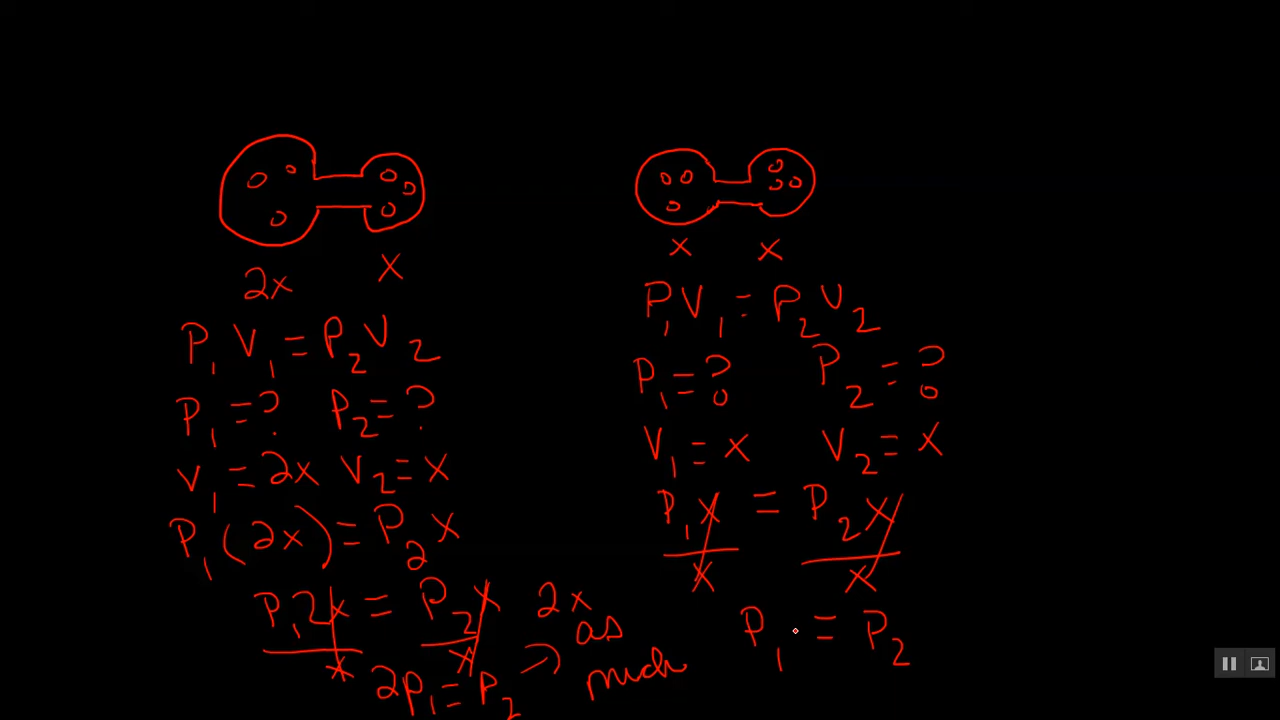 2x x
P₁V₁ = P₂V₂
P₁ = ? P₂ = ?
V₁ = 2x V₂ = x
P₁(2x) = P₂x
P₁2x = P₂x
x x
2P₁ = P₂ → 2x as much
x x
P₁V₁ = P₂V₂
P₁ = ? P₂ = ?
V₁ = x V₂ = x
P₁x = P₂x
x x
P₁ = P₂